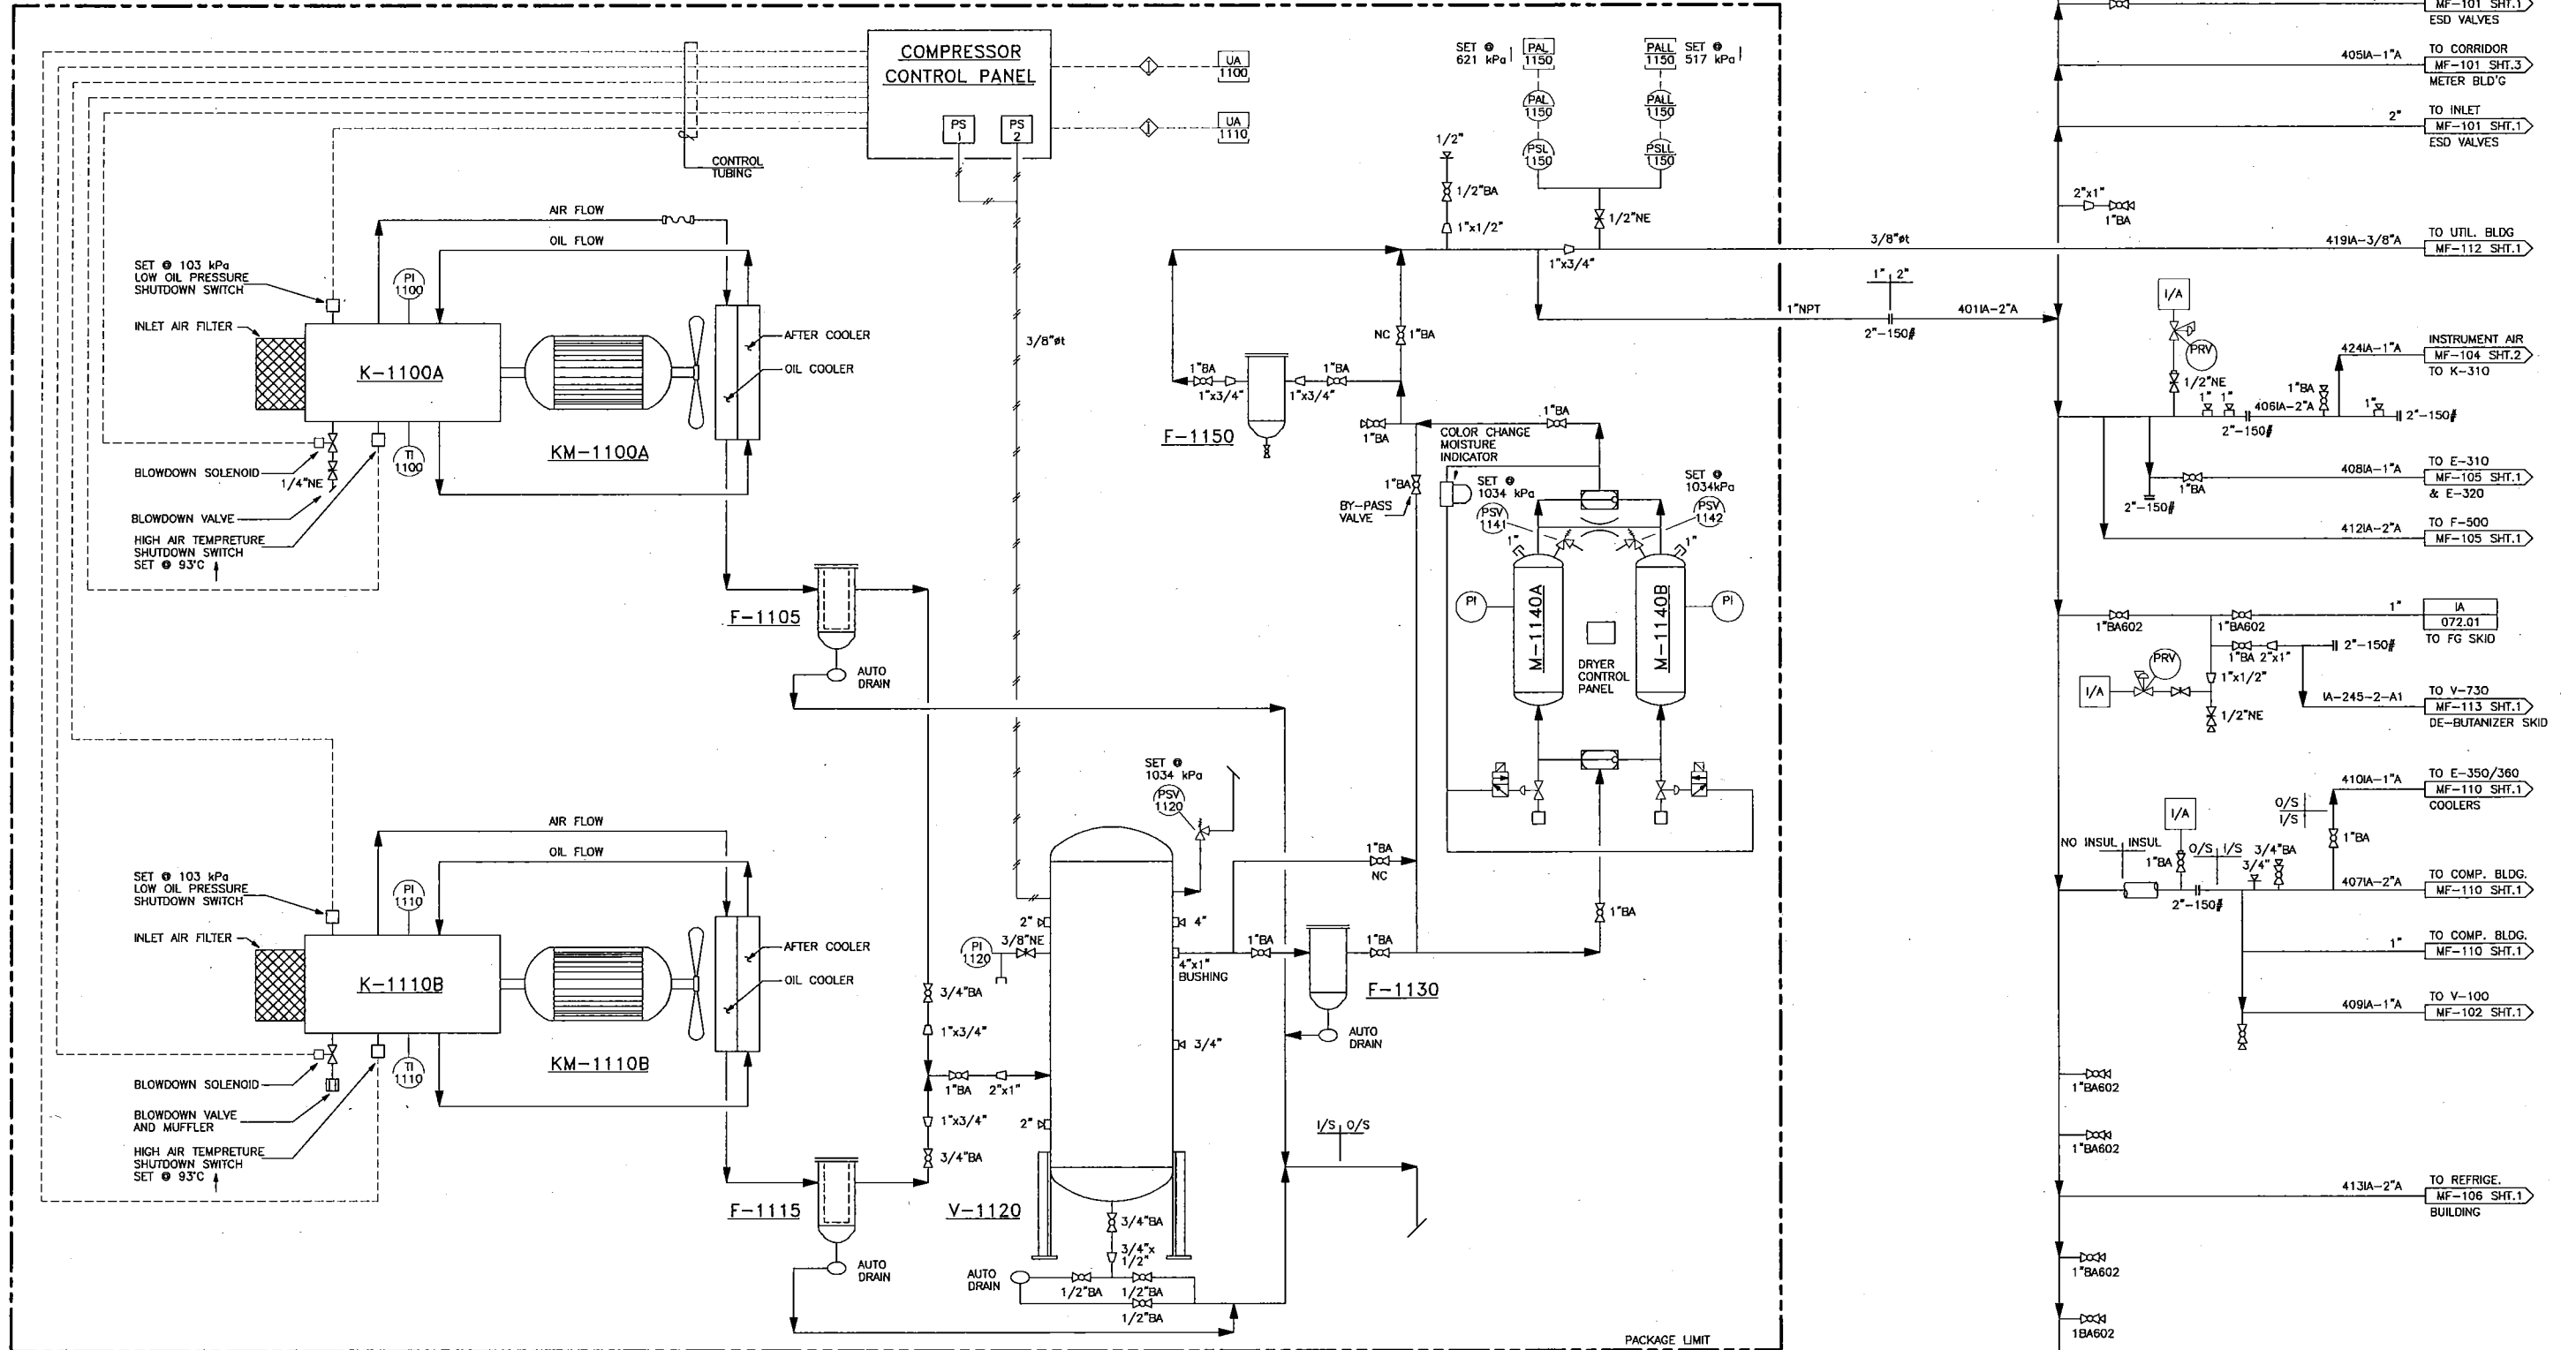 COMPRESSOR
CONTROL PANEL
PS
1
PS
2
UA
1100
UA
1110
CONTROL
TUBING
SET @
621 kPa
PAL
1150
PALL
1150
SET @
517 kPa
PAL
1150
PALL
1150
PSL
1150
PSLL
1150
1/2"
1/2"BA
1"x1/2"
1/2"NE
1"x3/4"
3/8"øt
AIR FLOW
OIL FLOW
SET @ 103 kPa
LOW OIL PRESSURE
SHUTDOWN SWITCH
PI
1100
INLET AIR FILTER
K-1100A
AFTER COOLER
OIL COOLER
KM-1100A
BLOWDOWN SOLENOID
1/4"NE
TI
1100
BLOWDOWN VALVE
HIGH AIR TEMPRETURE
SHUTDOWN SWITCH
SET @ 93°C
F-1105
AUTO
DRAIN
3/8"øt
AIR FLOW
OIL FLOW
SET @ 103 kPa
LOW OIL PRESSURE
SHUTDOWN SWITCH
PI
1110
INLET AIR FILTER
K-1110B
AFTER COOLER
OIL COOLER
KM-1110B
BLOWDOWN SOLENOID
TI
1110
BLOWDOWN VALVE
AND MUFFLER
HIGH AIR TEMPRETURE
SHUTDOWN SWITCH
SET @ 93°C
F-1115
AUTO
DRAIN
3/4"BA
1"x3/4"
1"BA
2"x1"
1"x3/4"
3/4"BA
V-1120
SET @
1034 kPa
PSV
1120
2"
4"
3/8"NE
PI
1120
4"x1"
BUSHING
3/4"
2"
3/4"BA
3/4"x
1/2"
AUTO
DRAIN
1/2"BA
1/2"BA
1/2"BA
1"BA
1"BA
NC
1"BA
F-1130
AUTO
DRAIN
I/S
O/S
NC
1"BA
1"BA
1"x3/4"
1"x3/4"
1"BA
F-1150
1"BA
1"BA
COLOR CHANGE
MOISTURE
INDICATOR
1"BA
BY-PASS
VALVE
SET @
1034 kPa
PSV
1141
SET @
1034kPa
PSV
1142
1"
1"
PI
M-1140A
M-1140B
PI
DRYER
CONTROL
PANEL
1"BA
PACKAGE LIMIT
1"NPT
1"
2"
2"-150#
401IA-2"A
MF-101 SHT.1
ESD VALVES
405IA-1"A
TO CORRIDOR
MF-101 SHT.3
METER BLD'G
2"
TO INLET
MF-101 SHT.1
ESD VALVES
2"x1"
1"BA
419IA-3/8"A
TO UTIL. BLDG
MF-112 SHT.1
I/A
PRV
1/2"NE
1"
1"
406IA-2"A
2"-150#
1"BA
1"
2"-150#
424IA-1"A
INSTRUMENT AIR
MF-104 SHT.2
TO K-310
408IA-1"A
TO E-310
MF-105 SHT.1
& E-320
1"BA
2"-150#
412IA-2"A
TO F-500
MF-105 SHT.1
1"BA602
1"BA602
1"
IA
072.01
TO FG SKID
1"BA
2"x1"
2"-150#
I/A
PRV
1"x1/2"
1/2"NE
IA-245-2-A1
TO V-730
MF-113 SHT.1
DE-BUTANIZER SKID
410IA-1"A
TO E-350/360
MF-110 SHT.1
COOLERS
O/S
I/S
1"BA
NO INSUL
INSUL
I/A
1"BA
O/S
I/S
2"-150#
3/4"
3/4"BA
407IA-2"A
TO COMP. BLDG.
MF-110 SHT.1
1"
TO COMP. BLDG.
MF-110 SHT.1
409IA-1"A
TO V-100
MF-102 SHT.1
1"BA602
1"BA602
413IA-2"A
TO REFRIGE.
MF-106 SHT.1
BUILDING
1"BA602
1BA602